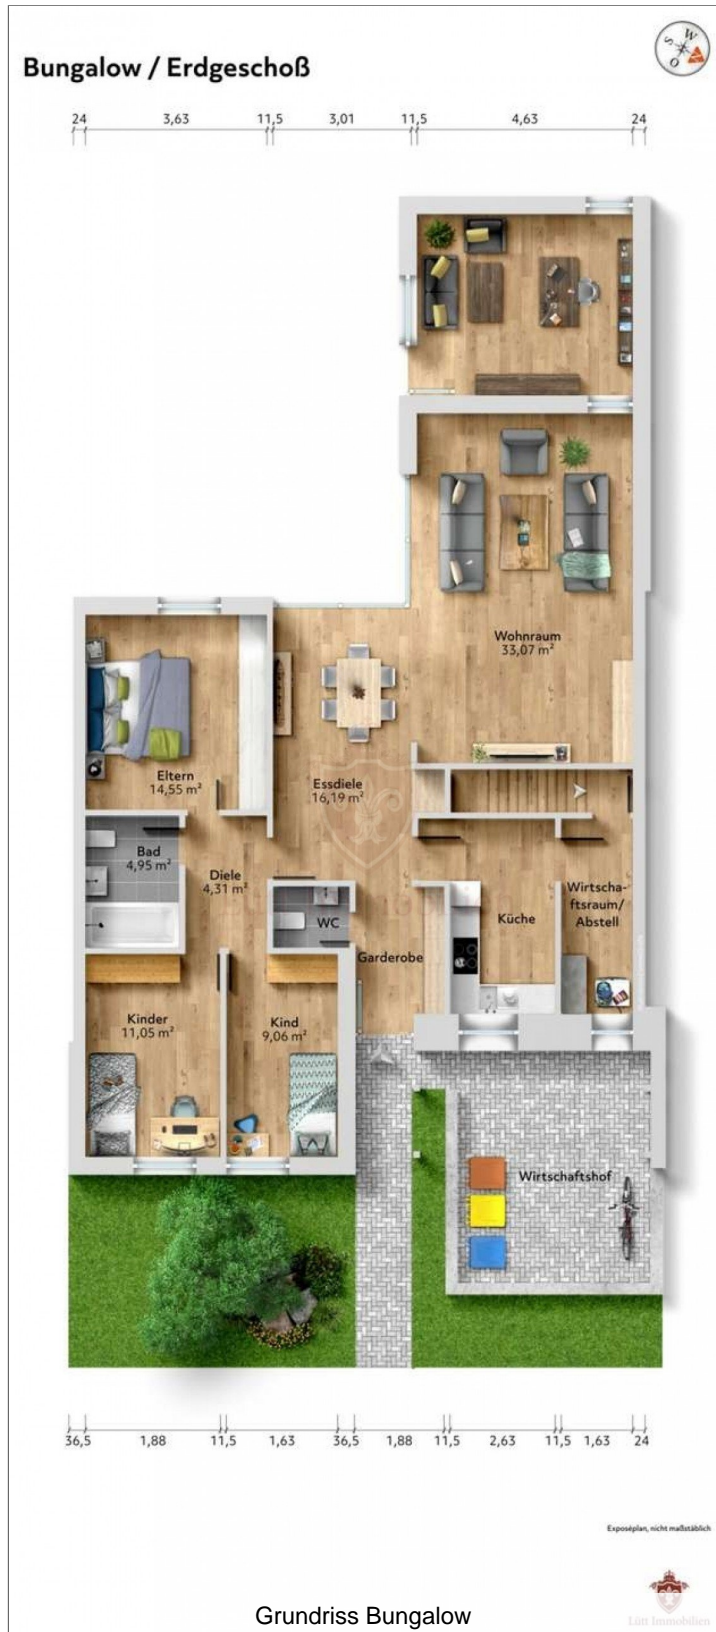 Bungalow / Erdgeschoß
S W O
24 3,63 11,5 3,01 11,5 4,63 24
Wohnraum
33,07 m²
Eltern
14,55 m²
Essdiele
16,19 m²
Bad
4,95 m²
Diele
4,31 m²
WC
Küche
Wirtscha-
ftsraum/
Abstell
Garderobe
Kinder
11,05 m²
Kind
9,06 m²
Wirtschaftshof
36,5 1,88 11,5 1,63 36,5 1,88 11,5 2,63 11,5 1,63 24
Exposéplan, nicht maßstäblich
Grundriss Bungalow
Lütt Immobilien